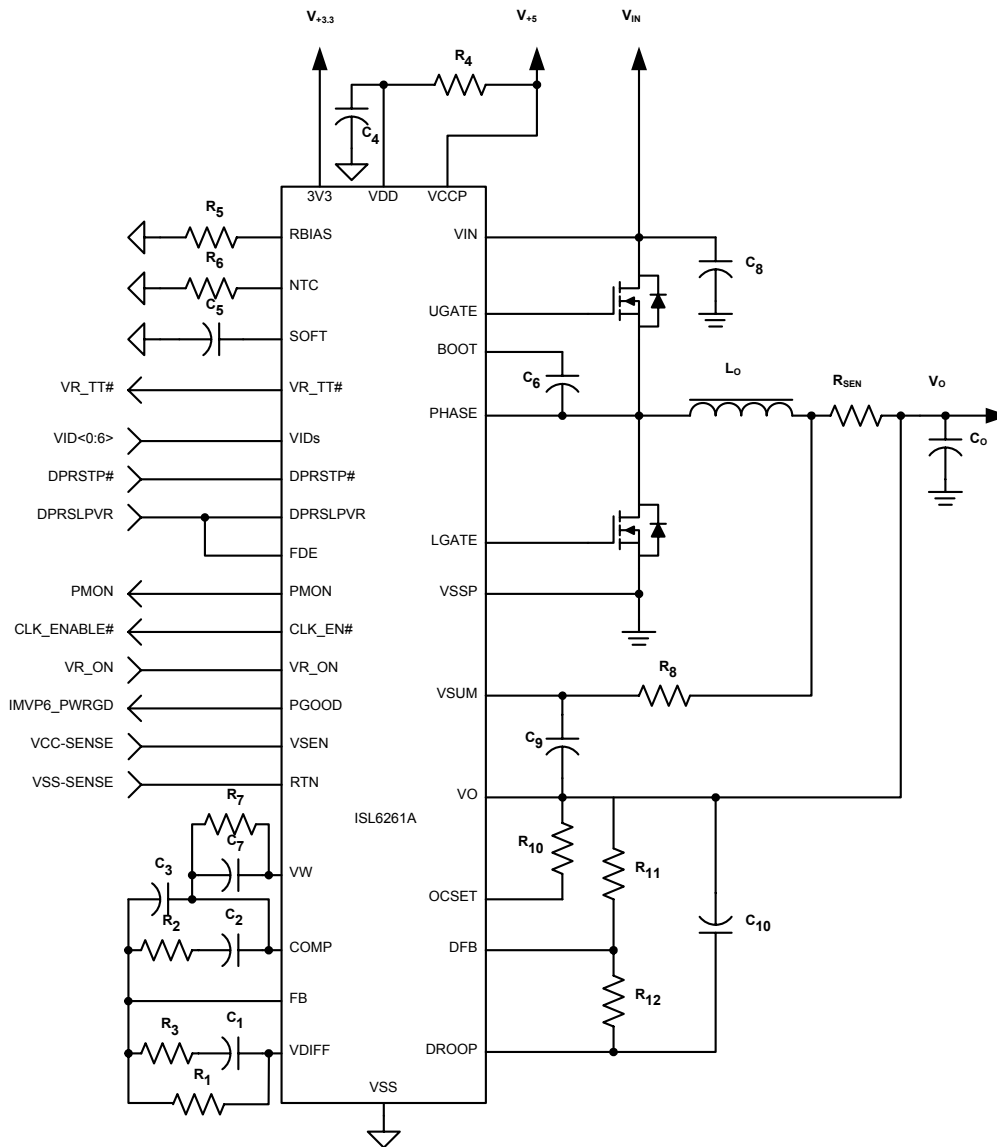 V+3.3
V+5
VIN
R4
C4
3V3
VDD
VCCP
R5
RBIAS
VIN
C8
R6
NTC
C5
UGATE
SOFT
BOOT
C6
LO
RSEN
VO
VR_TT#
VR_TT#
PHASE
CO
VID<0:6>
VIDs
DPRSTP#
DPRSTP#
DPRSLPVR
DPRSLPVR
LGATE
FDE
PMON
PMON
VSSP
CLK_ENABLE#
CLK_EN#
VR_ON
VR_ON
R8
VSUM
IMVP6_PWRGD
PGOOD
C9
VCC-SENSE
VSEN
VSS-SENSE
RTN
VO
R7
ISL6261A
C7
R10
R11
C3
VW
OCSET
R2
C2
C10
COMP
DFB
FB
R12
R3
C1
VDIFF
DROOP
R1
VSS